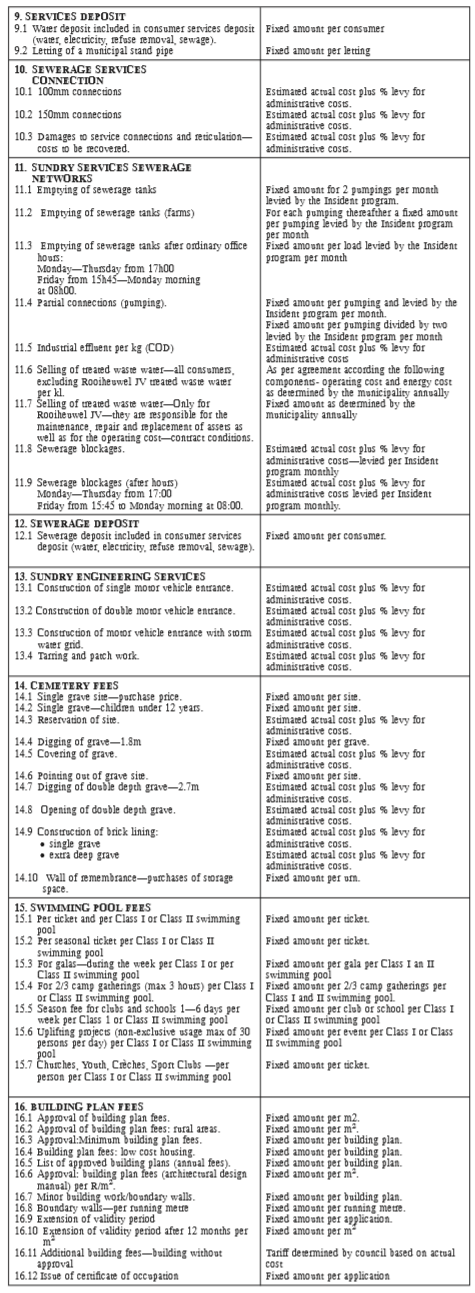 9. SERVICES DEPOSIT
9.1 Water deposit included in consumer services deposit Fixed amount per consumer
(water, electricity, refuse removal, sewage).
9.2 Letting of a municipal stand pipe Fixed amount per letting
10. SEWERAGE SERVICES
CONNECTION
10.1 100mm connections Estimated actual cost plus % levy for
administrative costs.
10.2 150mm connections Estimated actual cost plus % levy for
administrative costs.
10.3 Damages to service connections and reticulation— Estimated actual cost plus % levy for
costs to be recovered. administrative costs.
11. SUNDRY SERVICES SEWERAGE
NETWORKS
11.1 Emptying of sewerage tanks Fixed amount for 2 pumpings per month
levied by the Insident program.
11.2 Emptying of sewerage tanks (farms) For each pumping thereafter a fixed amount
per pumping levied by the Insident program
per month
11.3 Emptying of sewerage tanks after ordinary office Fixed amount per load levied by the Insident
hours: program per month
Monday—Thursday from 17h00
Friday from 15h45—Monday morning
at 08h00.
11.4 Partial connections (pumping). Fixed amount per pumping and levied by the
Insident program per month.
Fixed amount per pumping divided by two
levied by the Insident program per month
11.5 Industrial effluent per kg (COD) Estimated actual cost plus % levy for
administrative costs
11.6 Selling of treated waste water—all consumers, As per agreement according the following
excluding Rooiheuwel JV treated waste water components- operating cost and energy cost
per kl. as determined by the municipality annually
11.7 Selling of treated waste water—Only for Fixed amount as determined by the
Rooiheuwel JV—they are responsible for the municipality annually
maintenance, repair and replacement of assets as
well as for the operating cost—contract conditions.
11.8 Sewerage blockages. Estimated actual cost plus % levy for
administrative costs—levied per Insident
program monthly
11.9 Sewerage blockages (after hours) Estimated actual cost plus % levy for
Monday—Thursday from 17:00 administrative costs levied per Insident
Friday from 15:45 to Monday morning at 08:00. program monthly.
12. SEWERAGE DEPOSIT
12.1 Sewerage deposit included in consumer services Fixed amount per consumer.
deposit (water, electricity, refuse removal, sewage).
13. SUNDRY ENGINEERING SERVICES
13.1 Construction of single motor vehicle entrance. Estimated actual cost plus % levy for
administrative costs.
13.2 Construction of double motor vehicle entrance. Estimated actual cost plus % levy for
administrative costs.
13.3 Construction of motor vehicle entrance with storm Estimated actual cost plus % levy for
water grid. administrative costs.
13.4 Tarring and patch work. Estimated actual cost plus % levy for
administrative costs.
14. CEMETERY FEES
14.1 Single grave site—purchase price. Fixed amount per site.
14.2 Single grave—children under 12 years. Fixed amount per site.
14.3 Reservation of site. Estimated actual cost plus % levy for
administrative costs.
14.4 Digging of grave—1.8m Fixed amount per grave.
14.5 Covering of grave. Estimated actual cost plus % levy for
administrative costs.
14.6 Pointing out of grave site. Fixed amount per site.
14.7 Digging of double depth grave—2.7m Estimated actual cost plus % levy for
administrative costs.
14.8 Opening of double depth grave. Estimated actual cost plus % levy for
administrative costs.
14.9 Construction of brick lining: Estimated actual cost plus % levy for
• single grave administrative costs.
• extra deep grave Estimated actual cost plus % levy for
administrative costs.
14.10 Wall of remembrance—purchases of storage Fixed amount per urn.
space.
15. SWIMMING POOL FEES
15.1 Per ticket and per Class I or Class II swimming Fixed amount per ticket.
pool
15.2 Per seasonal ticket per Class I or Class II Fixed amount per ticket.
swimming pool
15.3 For galas—during the week per Class I or per Fixed amount per gala per Class I an II
Class II swimming pool swimming pool
15.4 For 2/3 camp gatherings (max 3 hours) per Class I Fixed amount per 2/3 camp gatherings per
or Class II swimming pool. Class I and II swimming pool.
15.5 Season fee for clubs and schools 1—6 days per Fixed amount per club or school per Class I
week per Class 1 or Class II swimming pool or Class II swimming pool
15.6 Uplifting projects (non-exclusive usage max of 30 Fixed amount per event per Class I or Class
persons per day) per Class I or Class II swimming II swimming pool
pool
15.7 Churches, Youth, Crèches, Sport Clubs —per Fixed amount per ticket.
person per Class I or Class II swimming pool
16. BUILDING PLAN FEES
16.1 Approval of building plan fees. Fixed amount per m2.
16.2 Approval of building plan fees: rural areas. Fixed amount per m².
16.3 Approval:Minimum building plan fees. Fixed amount per building plan.
16.4 Building plan fees: low cost housing. Fixed amount per building plan.
16.5 List of approved building plans (annual fees). Fixed amount per building plan.
16.6 Approval: building plan fees (architectural design Fixed amount per m².
manual) per R/m².
16.7 Minor building work/boundary walls. Fixed amount per building plan.
16.8 Boundary walls—per running metre Fixed amount per running metre.
16.9 Extension of validity period Fixed amount per application.
16.10 Extension of validity period after 12 months per Fixed amount per m²
m²
16.11 Additional building fees—building without Tariff determined by council based on actual
approval cost
16.12 Issue of certificate of occupation Fixed amount per application